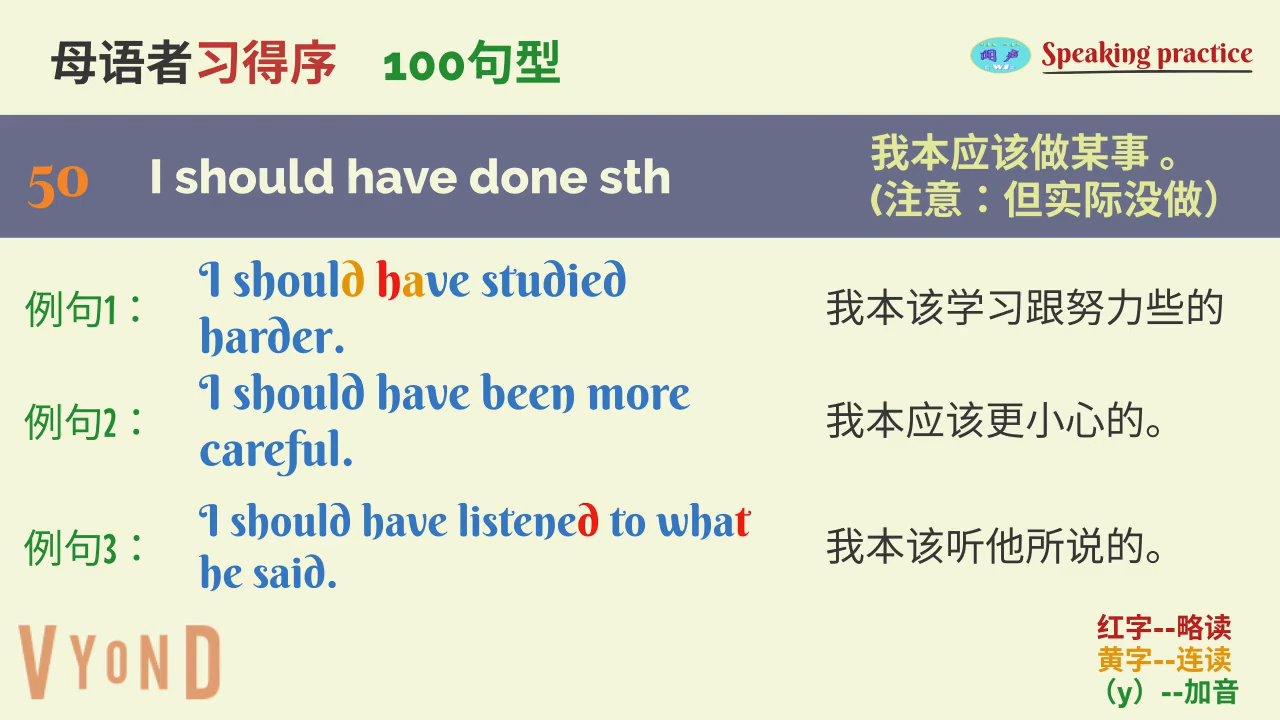 母语者习得序 100句型
Speaking practice
50 I should have done sth
我本应该做某事 。
(注意：但实际没做）
例句1： I should have studied
harder.
我本该学习跟努力些的
例句2： I should have been more
careful.
我本应该更小心的。
例句3： I should have listened to what
he said.
我本该听他所说的。
VYOND
红字--略读
黄字--连读
（y）--加音